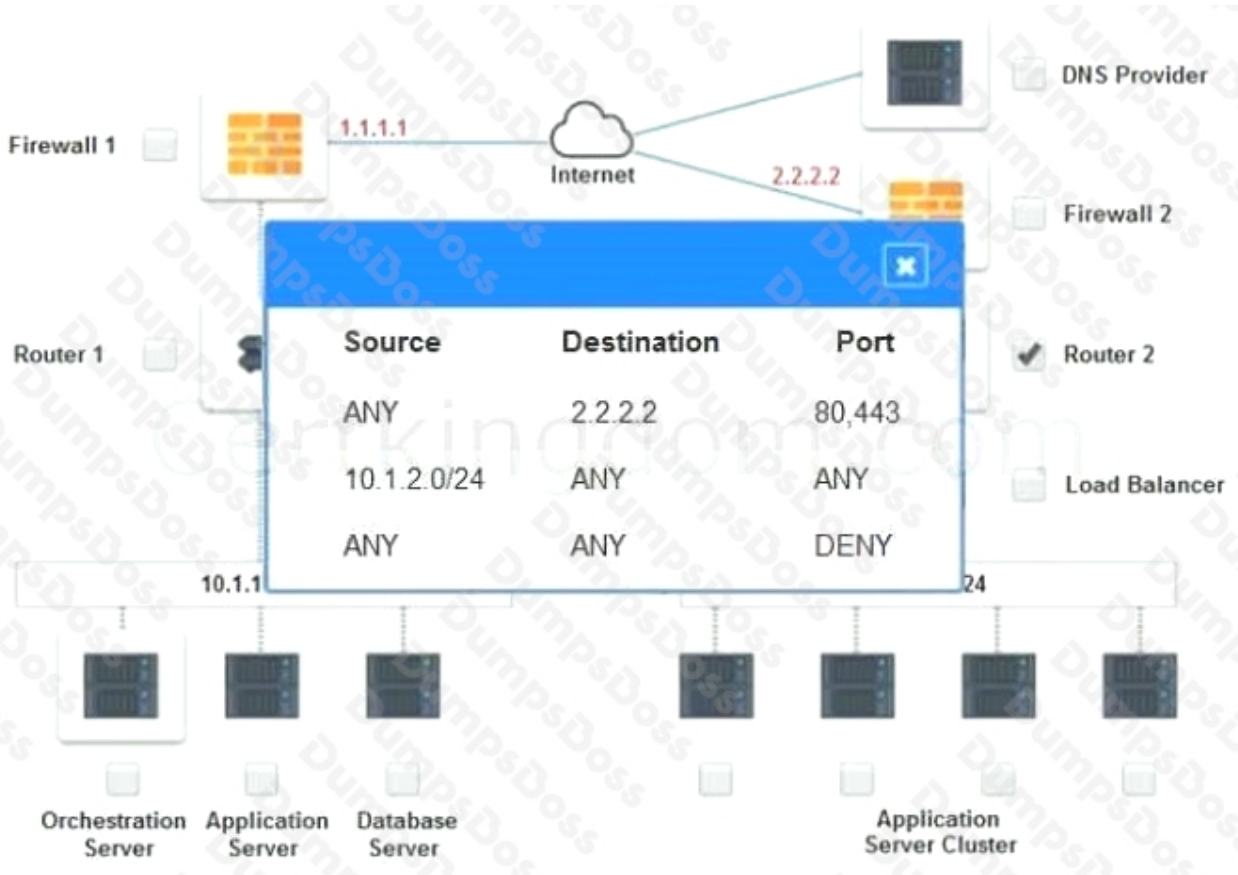 DNS Provider
Firewall 1
1.1.1.1
Internet
2.2.2.2
Firewall 2
Source Destination Port
Router 1
Router 2
ANY 2.2.2.2 80,443
10.1.2.0/24 ANY ANY
Load Balancer
ANY ANY DENY
10.1.1
24
Orchestration Server
Application Server
Database Server
Application Server Cluster
DumpsDoss